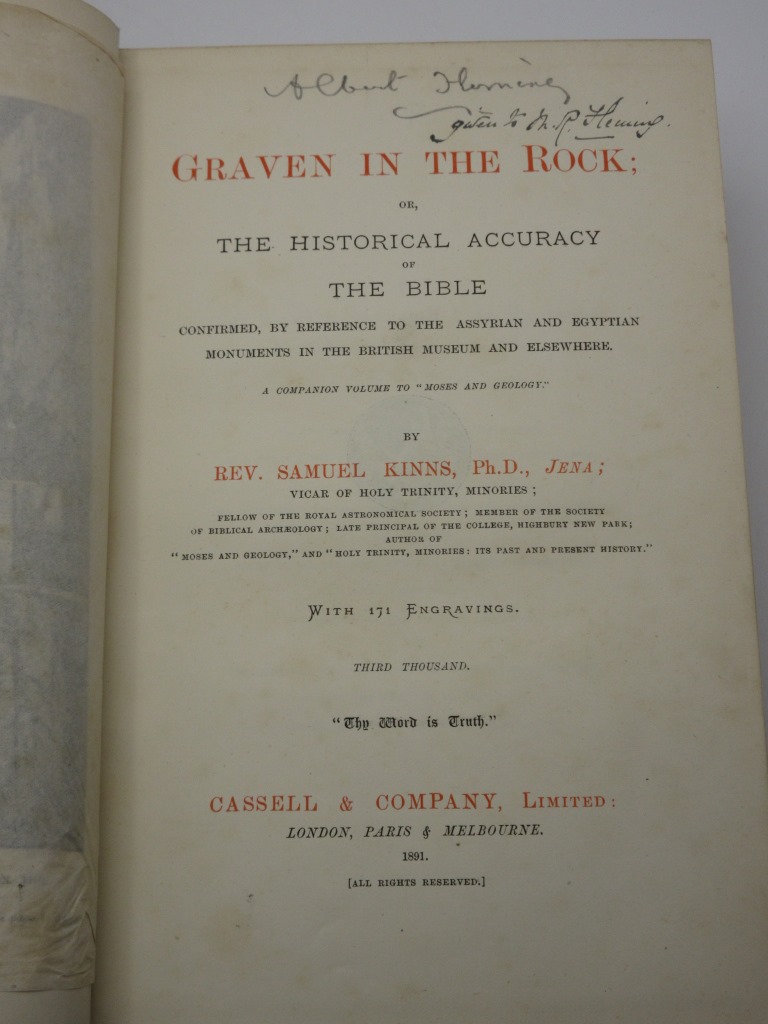 Albert Fleming
given to M. R. Fleming.
GRAVEN IN THE ROCK;
OR,
THE HISTORICAL ACCURACY
OF
THE BIBLE
CONFIRMED, BY REFERENCE TO THE ASSYRIAN AND EGYPTIAN
MONUMENTS IN THE BRITISH MUSEUM AND ELSEWHERE.
A COMPANION VOLUME TO "MOSES AND GEOLOGY."
BY
REV. SAMUEL KINNS, Ph.D., JENA;
VICAR OF HOLY TRINITY, MINORIES;
FELLOW OF THE ROYAL ASTRONOMICAL SOCIETY; MEMBER OF THE SOCIETY
OF BIBLICAL ARCHÆOLOGY; LATE PRINCIPAL OF THE COLLEGE, HIGHBURY NEW PARK;
AUTHOR OF
"MOSES AND GEOLOGY," AND "HOLY TRINITY, MINORIES: ITS PAST AND PRESENT HISTORY."
WITH 171 ENGRAVINGS.
THIRD THOUSAND.
"Thy Word is Truth."
CASSELL & COMPANY, LIMITED:
LONDON, PARIS & MELBOURNE.
1891.
[ALL RIGHTS RESERVED.]